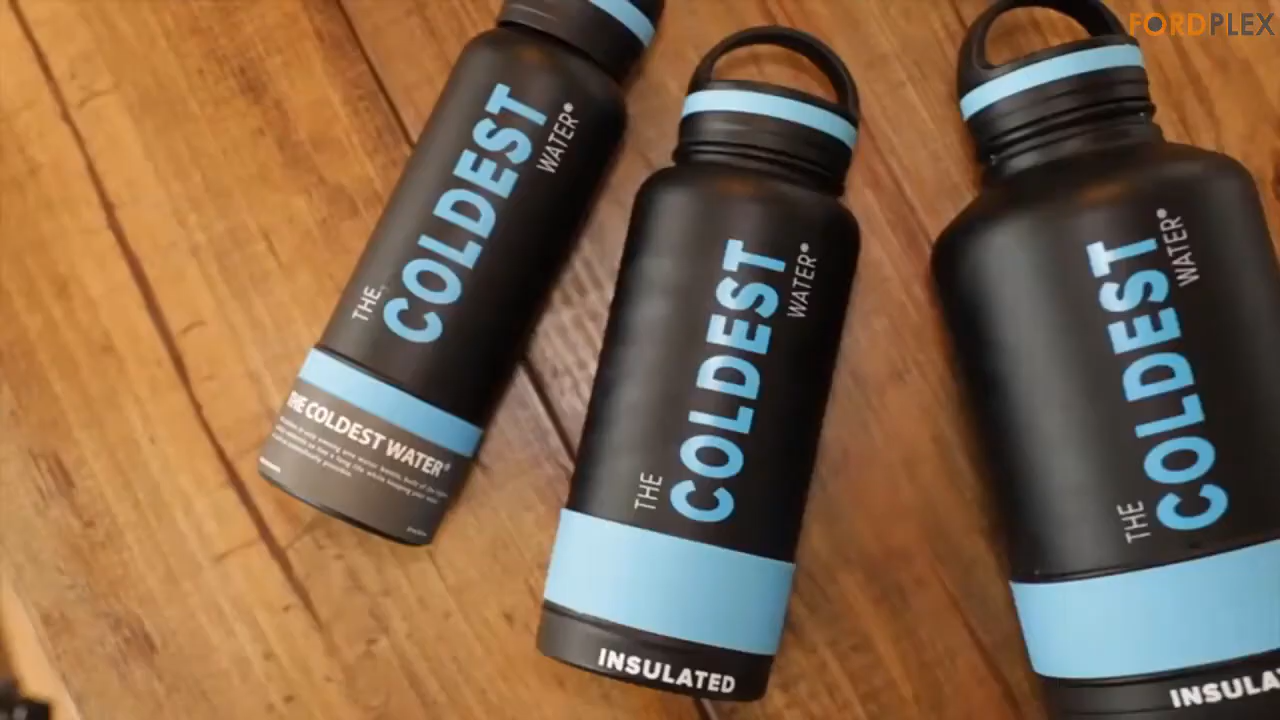 FORDPLEX
THE
COLDEST
WATER®
THE COLDEST WATER®
THE
COLDEST
WATER®
INSULATED
THE
COLDEST
WATER®
INSULA